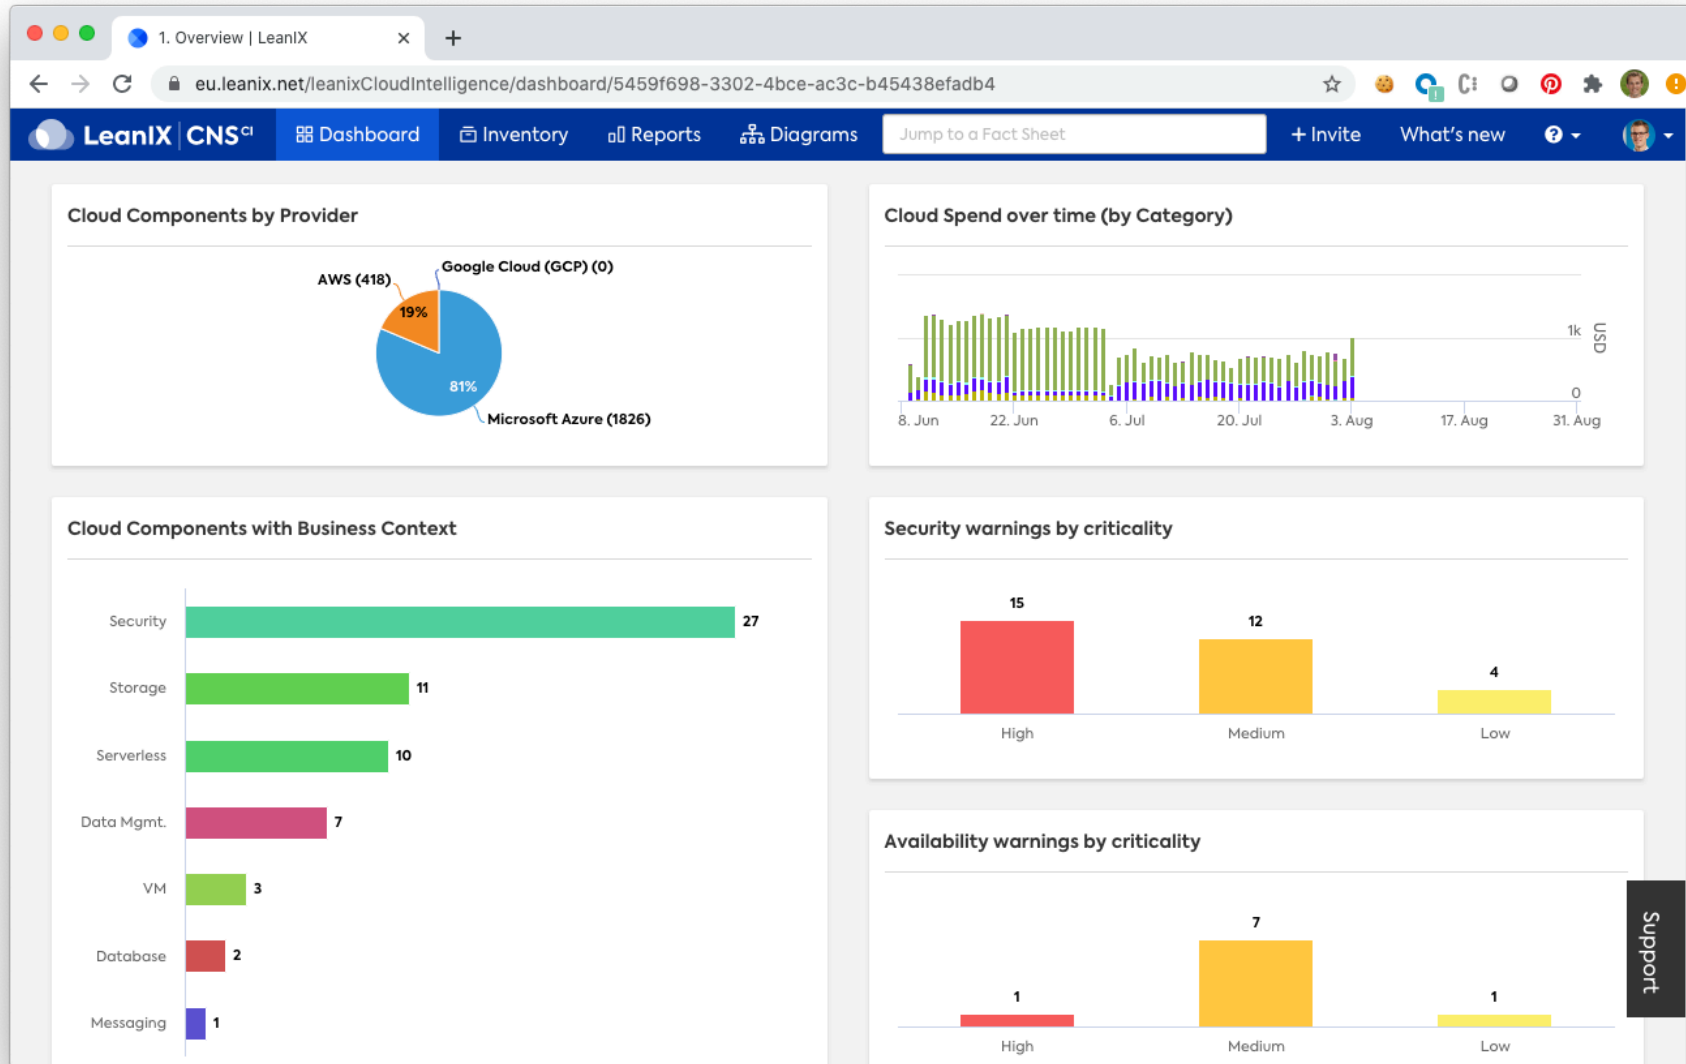 1. Overview | LeanIX
eu.leanix.net/leanixCloudIntelligence/dashboard/5459f698-3302-4bce-ac3c-b45438efadb4
LeanIX | CNS CI
Dashboard
Inventory
Reports
Diagrams
Jump to a Fact Sheet
+ Invite
What's new
Cloud Components by Provider
Google Cloud (GCP) (0)
AWS (418)
19%
81%
Microsoft Azure (1826)
Cloud Spend over time (by Category)
1k
USD
0
8. Jun
22. Jun
6. Jul
20. Jul
3. Aug
17. Aug
31. Aug
Cloud Components with Business Context
Security
27
Storage
11
Serverless
10
Data Mgmt.
7
VM
3
Database
2
Messaging
1
Security warnings by criticality
15
12
4
High
Medium
Low
Availability warnings by criticality
7
1
1
High
Medium
Low
Support